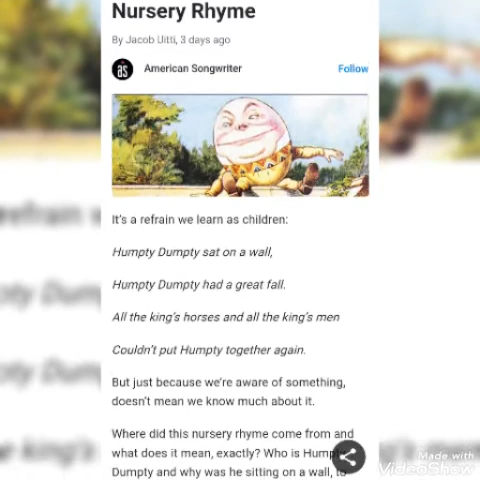 Nursery Rhyme
By Jacob Uitti, 3 days ago
as
American Songwriter
Follow
It's a refrain we learn as children:
Humpty Dumpty sat on a wall,
Humpty Dumpty had a great fall.
All the king's horses and all the king's men
Couldn't put Humpty together again.
But just because we're aware of something,
doesn't mean we know much about it.
Where did this nursery rhyme come from and
what does it mean, exactly? Who is Humpty
Dumpty and why was he sitting on a wall, to
Made with
VideoShow